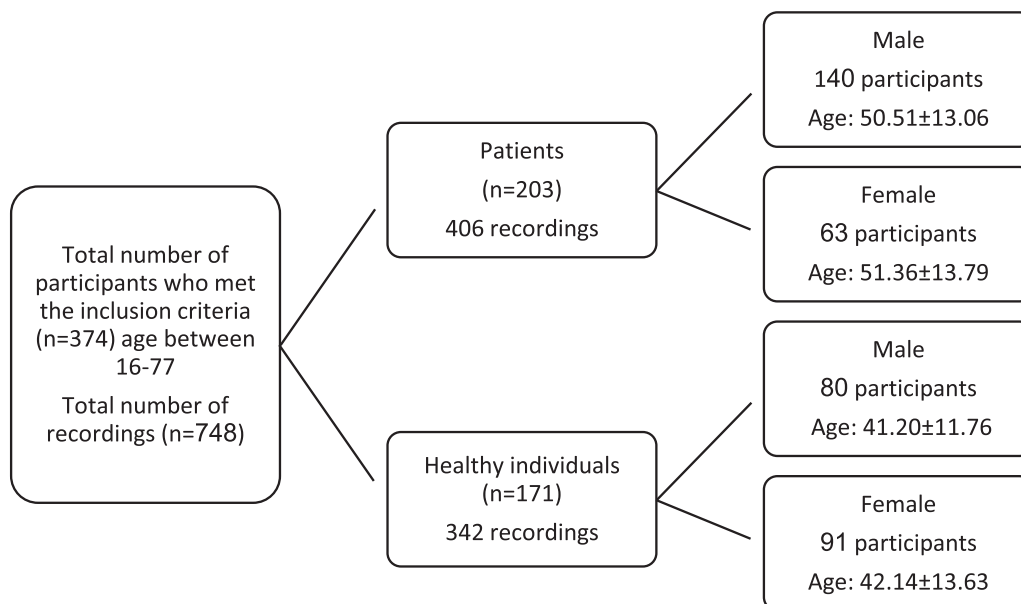 Total number of
participants who met
the inclusion criteria
(n=374) age between
16-77
Total number of
recordings (n=748)
Patients
(n=203)
406 recordings
Male
140 participants
Age: 50.51±13.06
Female
63 participants
Age: 51.36±13.79
Healthy individuals
(n=171)
342 recordings
Male
80 participants
Age: 41.20±11.76
Female
91 participants
Age: 42.14±13.63